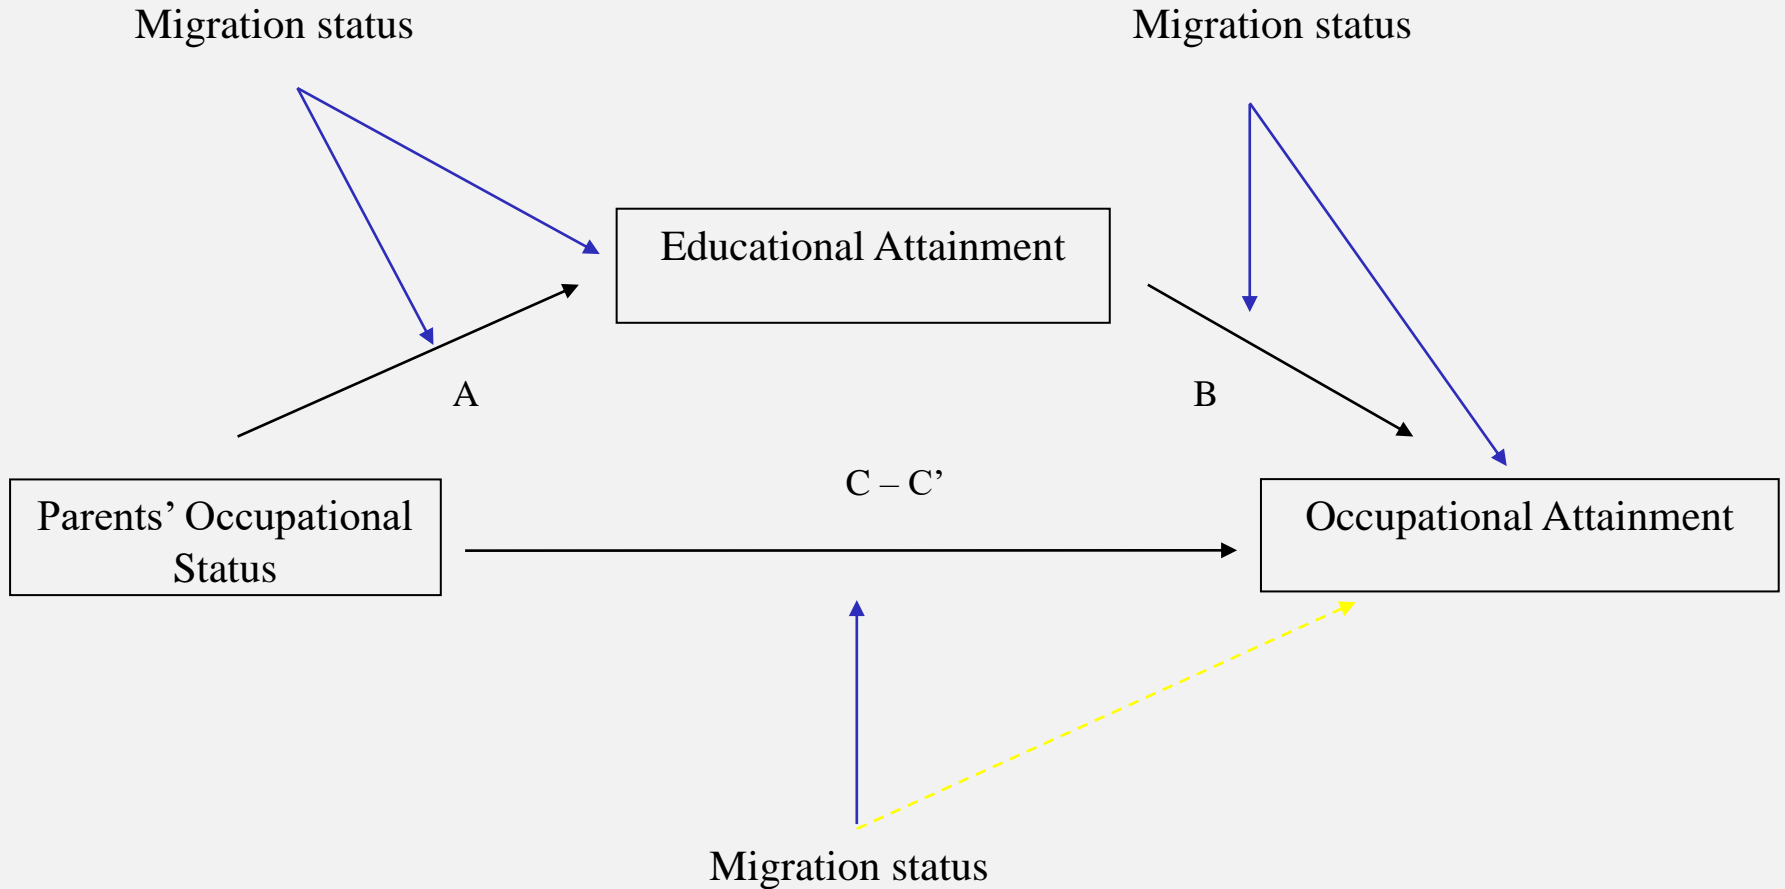 Migration status
Migration status
Educational Attainment
A
B
C – C’
Parents’ Occupational
Status
Occupational Attainment
Migration status